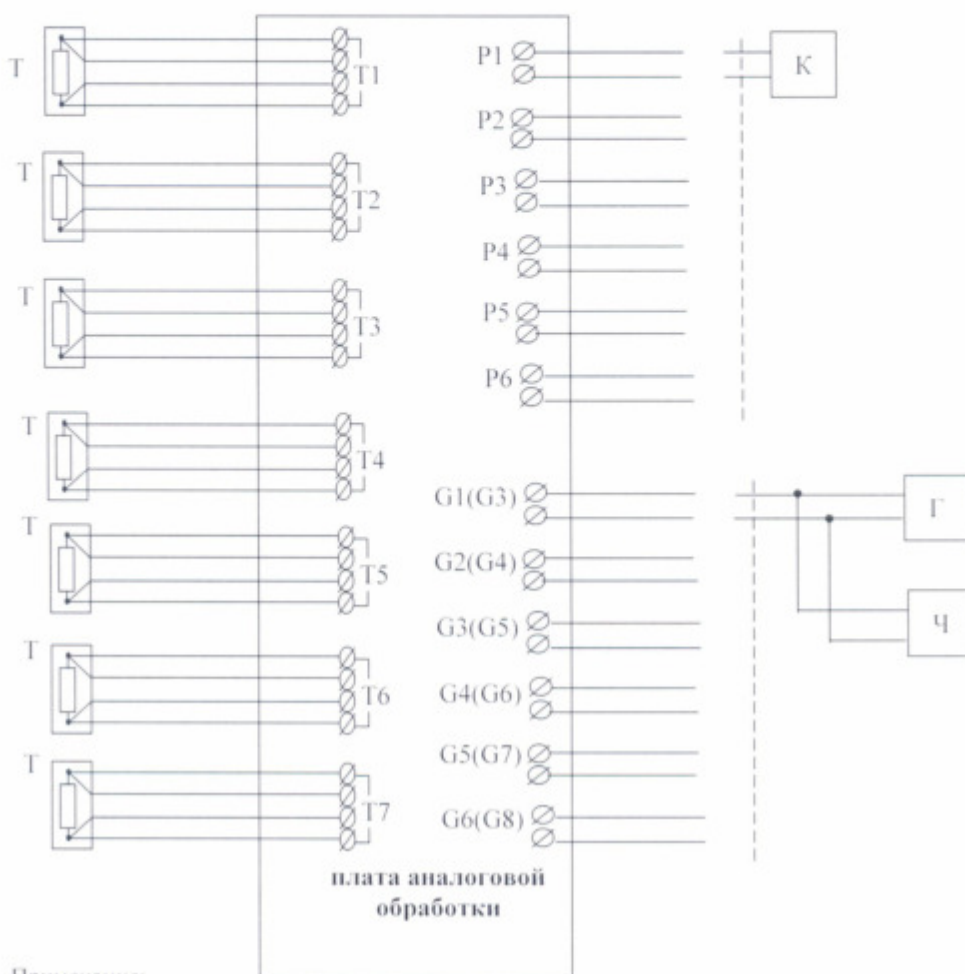 T
T1
T
T2
T
T3
T
T4
T
T5
T
T6
T
T7
P1
P2
P3
P4
P5
P6
К
G1(G3)
G2(G4)
G3(G5)
G4(G6)
G5(G7)
G6(G8)
Г
Ч
плата аналоговой
обработки